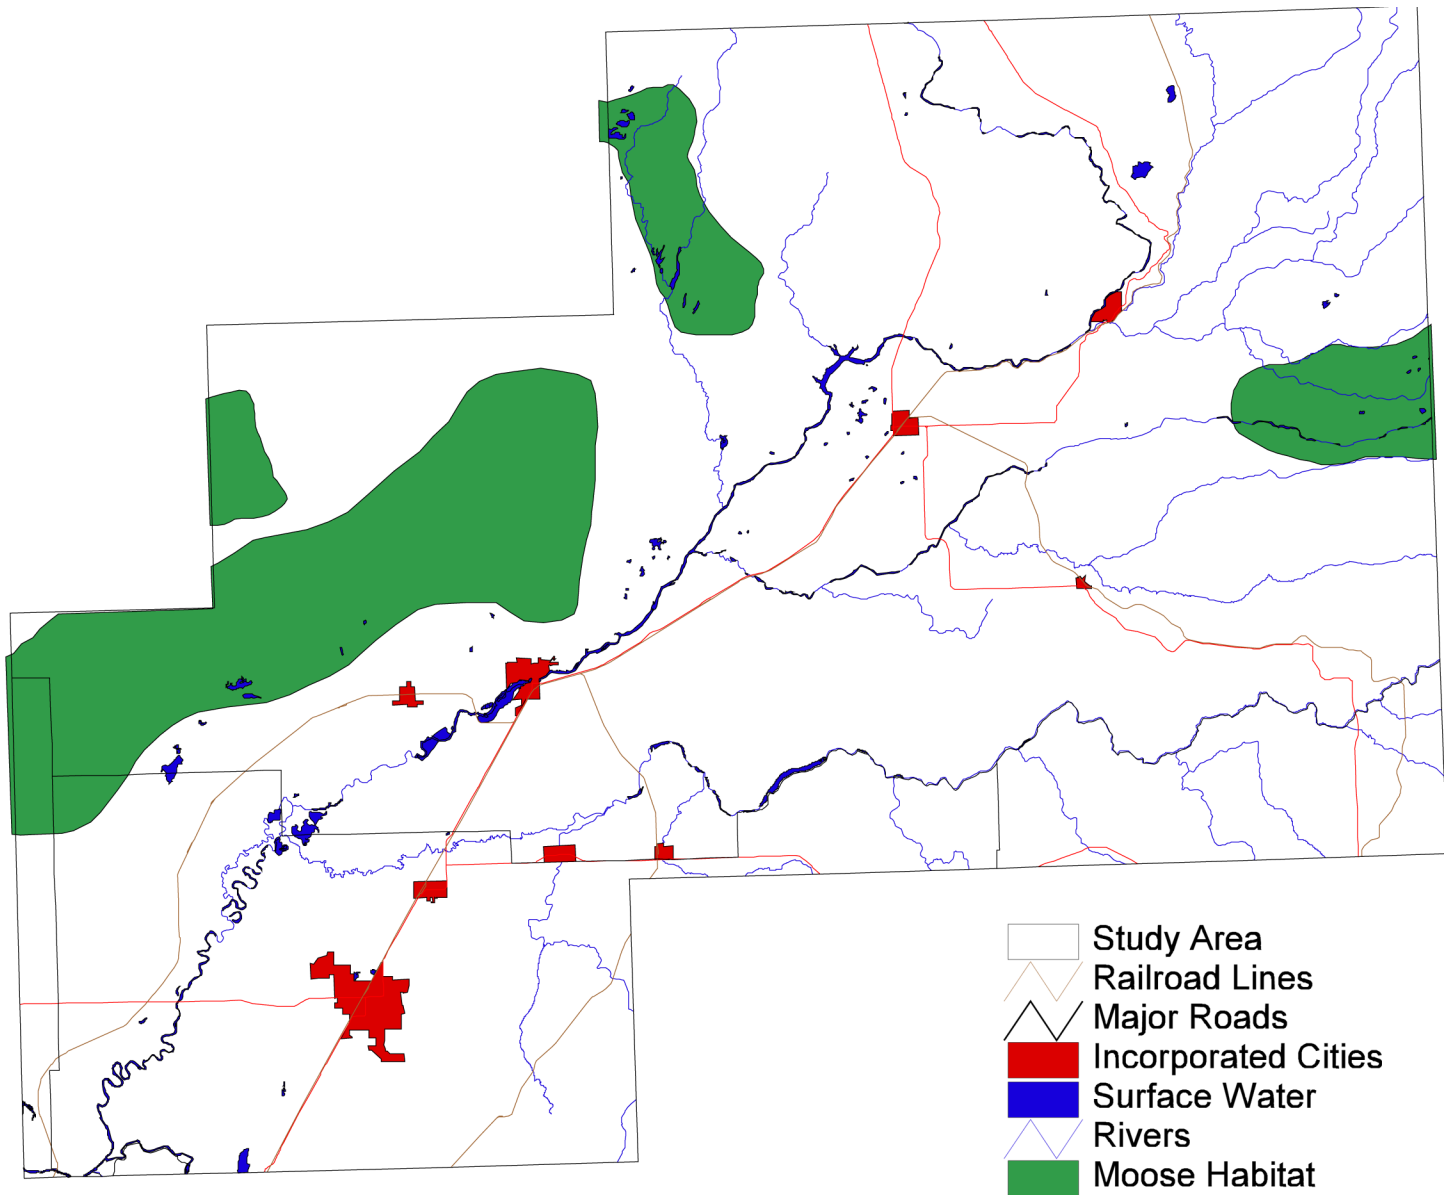 Study Area
Railroad Lines
Major Roads
Incorporated Cities
Surface Water
Rivers
Moose Habitat